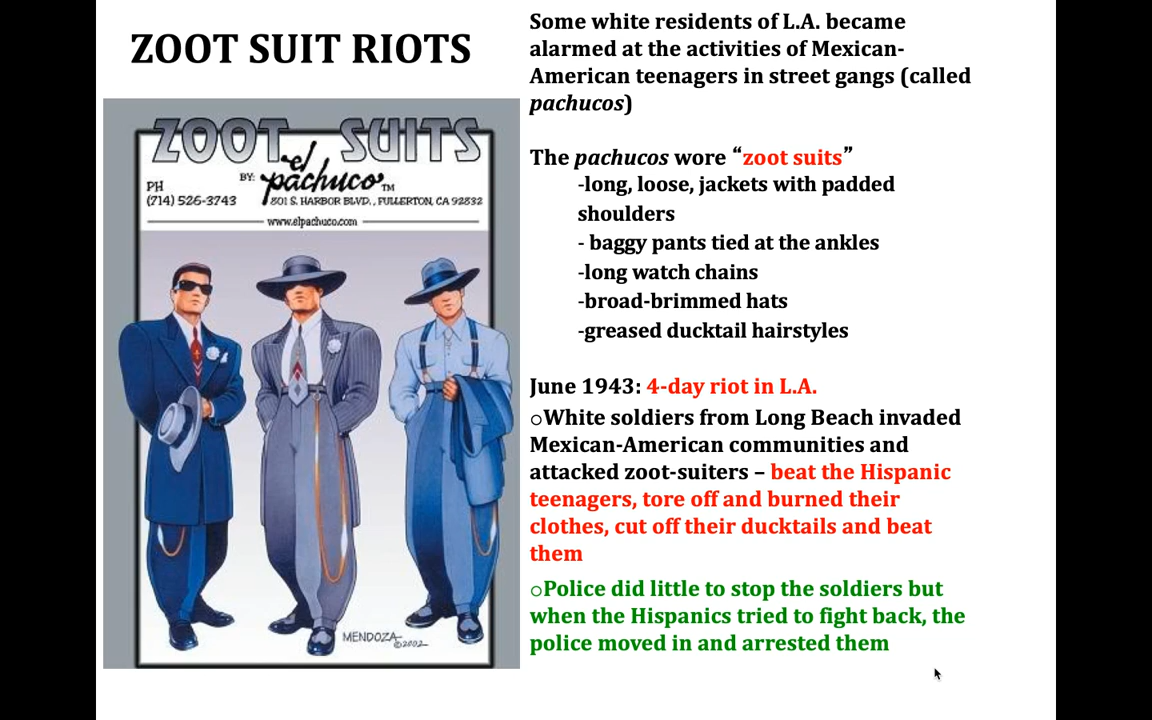 ZOOT SUIT RIOTS
ZOOT SUITS
BY: el pachuco™
PH
(714) 526-3743
801 S. HARBOR BLVD., FULLERTON, CA 92832
www.elpachuco.com
MENDOZA
©2002
Some white residents of L.A. became
alarmed at the activities of Mexican-
American teenagers in street gangs (called
pachucos)
The pachucos wore “zoot suits”
-long, loose, jackets with padded
shoulders
- baggy pants tied at the ankles
-long watch chains
-broad-brimmed hats
-greased ducktail hairstyles
June 1943: 4-day riot in L.A.
○White soldiers from Long Beach invaded
Mexican-American communities and
attacked zoot-suiters – beat the Hispanic
teenagers, tore off and burned their
clothes, cut off their ducktails and beat
them
○Police did little to stop the soldiers but
when the Hispanics tried to fight back, the
police moved in and arrested them